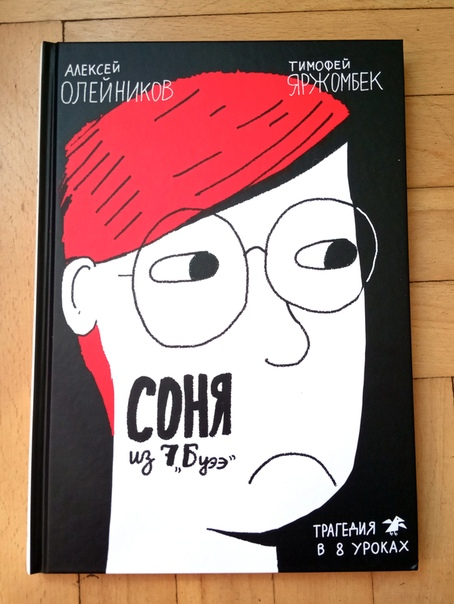 АЛЕКСЕЙ
ОЛЕЙНИКОВ
ТИМОФЕЙ
ЯРЖОМБЕК
СОНЯ
из 7 „Буээ“
ТРАГЕДИЯ
В 8 УРОКАХ